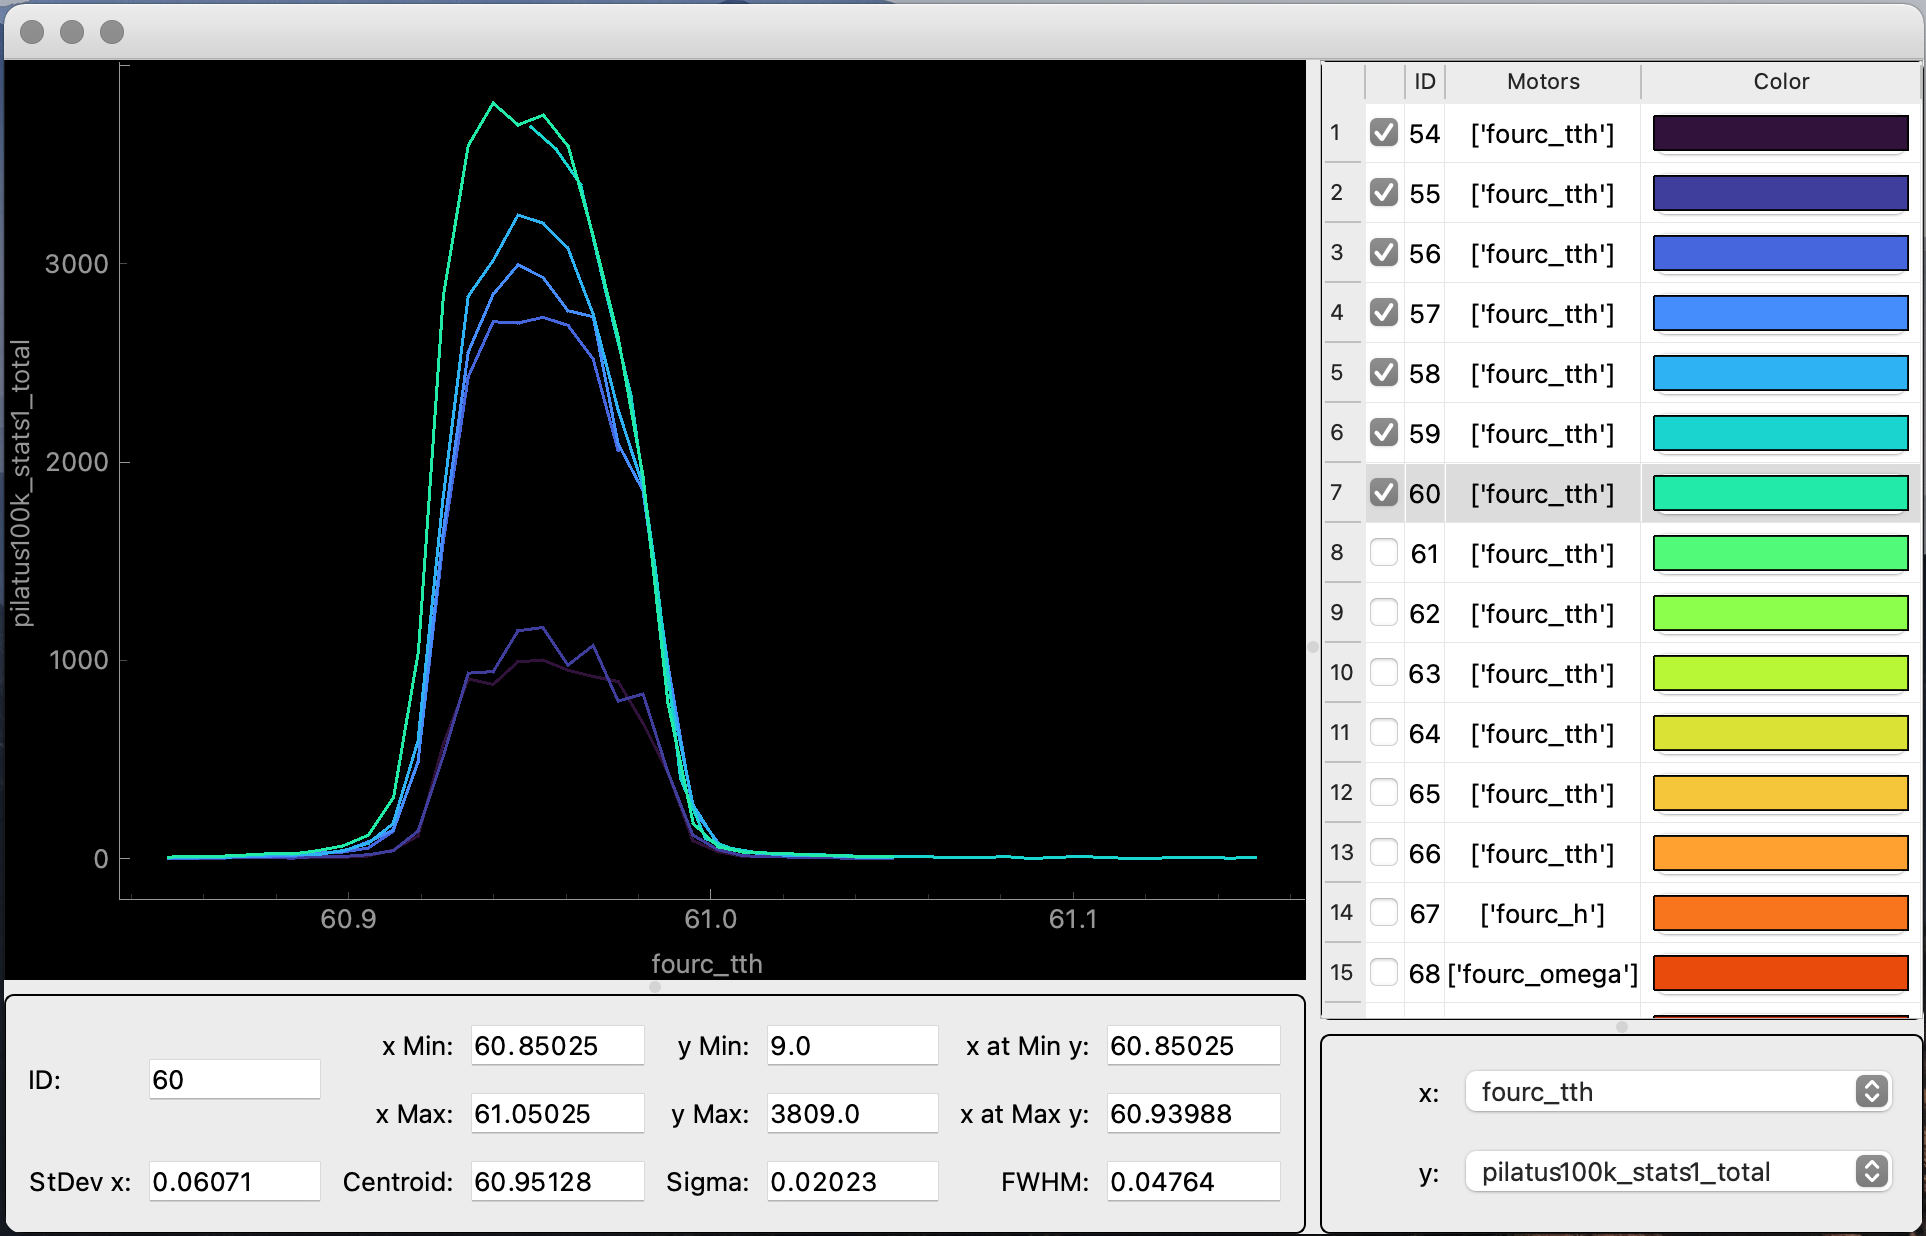 3000
2000
1000
0
pilatus100k_stats1_total
60.9 61.0 61.1
fourc_tth
ID Motors Color
1 54 ['fourc_tth']
2 55 ['fourc_tth']
3 56 ['fourc_tth']
4 57 ['fourc_tth']
5 58 ['fourc_tth']
6 59 ['fourc_tth']
7 60 ['fourc_tth']
8 61 ['fourc_tth']
9 62 ['fourc_tth']
10 63 ['fourc_tth']
11 64 ['fourc_tth']
12 65 ['fourc_tth']
13 66 ['fourc_tth']
14 67 ['fourc_h']
15 68 ['fourc_omega']
ID: 60
x Min: 60.85025 y Min: 9.0 x at Min y: 60.85025
x Max: 61.05025 y Max: 3809.0 x at Max y: 60.93988
StDev x: 0.06071 Centroid: 60.95128 Sigma: 0.02023 FWHM: 0.04764
x: fourc_tth
y: pilatus100k_stats1_total